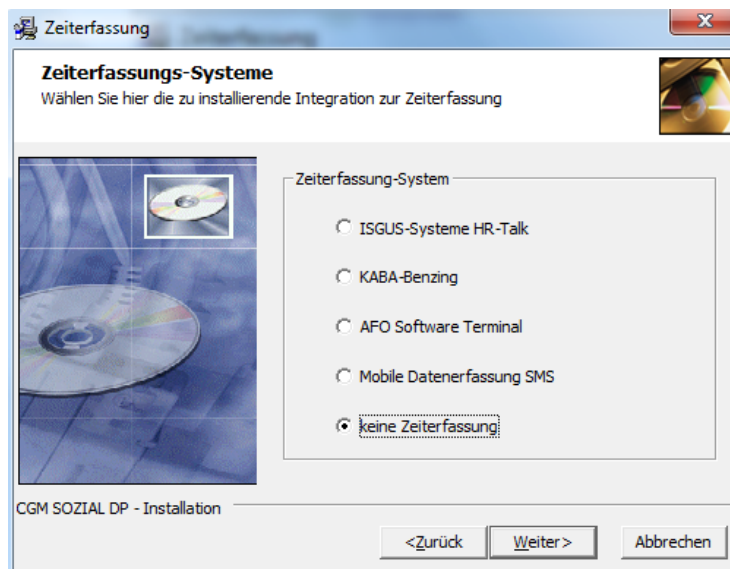 Zeiterfassung
Zeiterfassungs-Systeme
Wählen Sie hier die zu installierende Integration zur Zeiterfassung
Zeiterfassung-System
ISGUS-Systeme HR-Talk
KABA-Benzing
AFO Software Terminal
Mobile Datenerfassung SMS
keine Zeiterfassung
CGM SOZIAL DP - Installation
<Zurück
Weiter>
Abbrechen